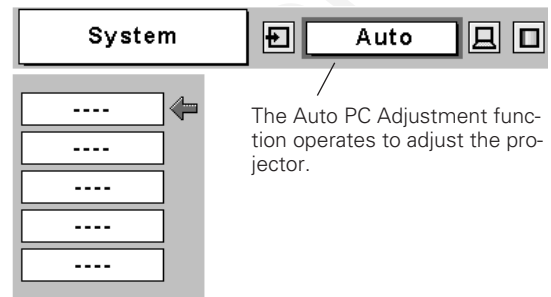 System
Auto
----
----
----
----
----
The Auto PC Adjustment func-
tion operates to adjust the pro-
jector.